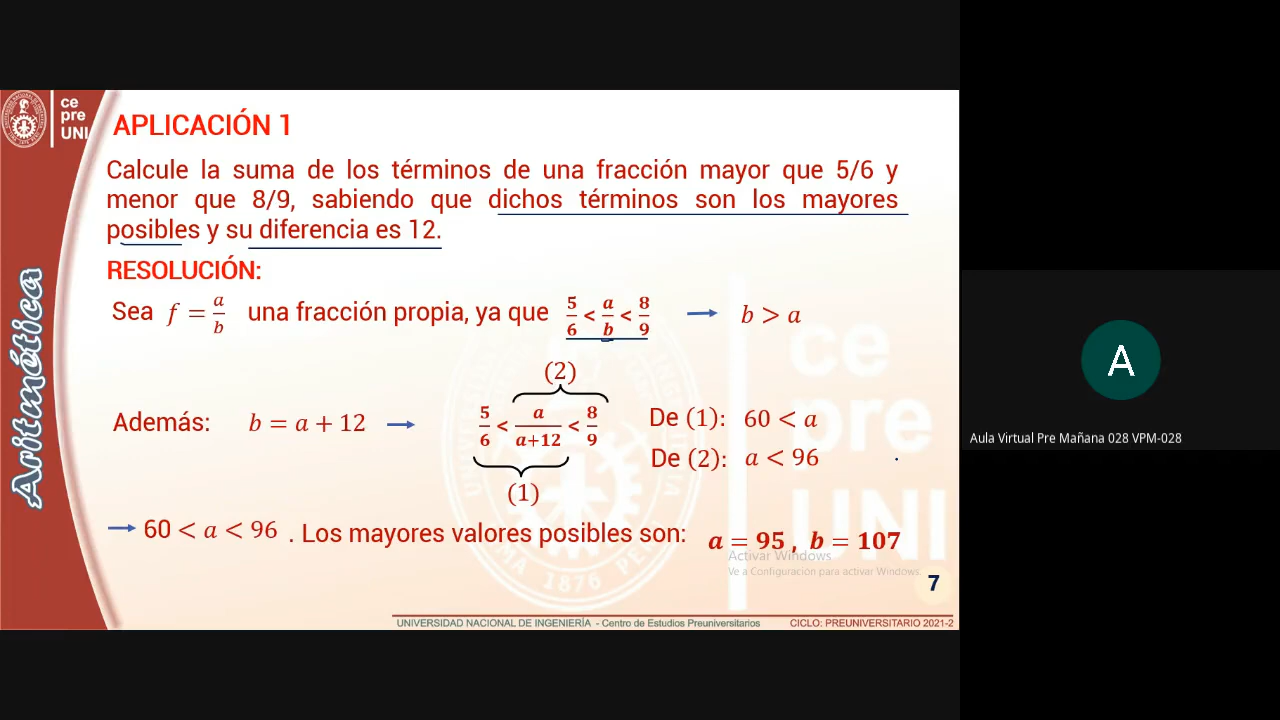 ce
pre
UNI
APLICACIÓN 1
Calcule la suma de los términos de una fracción mayor que 5/6 y
menor que 8/9, sabiendo que dichos términos son los mayores
posibles y su diferencia es 12.
RESOLUCIÓN:
Sea f = a/b una fracción propia, ya que 5/6 < a/b < 8/9 → b > a
(2)
Además: b = a + 12 → 5/6 < a/(a+12) < 8/9 De (1): 60 < a
De (2): a < 96
(1)
→ 60 < a < 96 . Los mayores valores posibles son: a = 95 , b = 107
Activar Windows
Ve a Configuración para activar Windows.
7
UNIVERSIDAD NACIONAL DE INGENIERÍA - Centro de Estudios Preuniversitarios CICLO: PREUNIVERSITARIO 2021-2
Aritmética
ce
pre
UNI
1876
A
Aula Virtual Pre Mañana 028 VPM-028